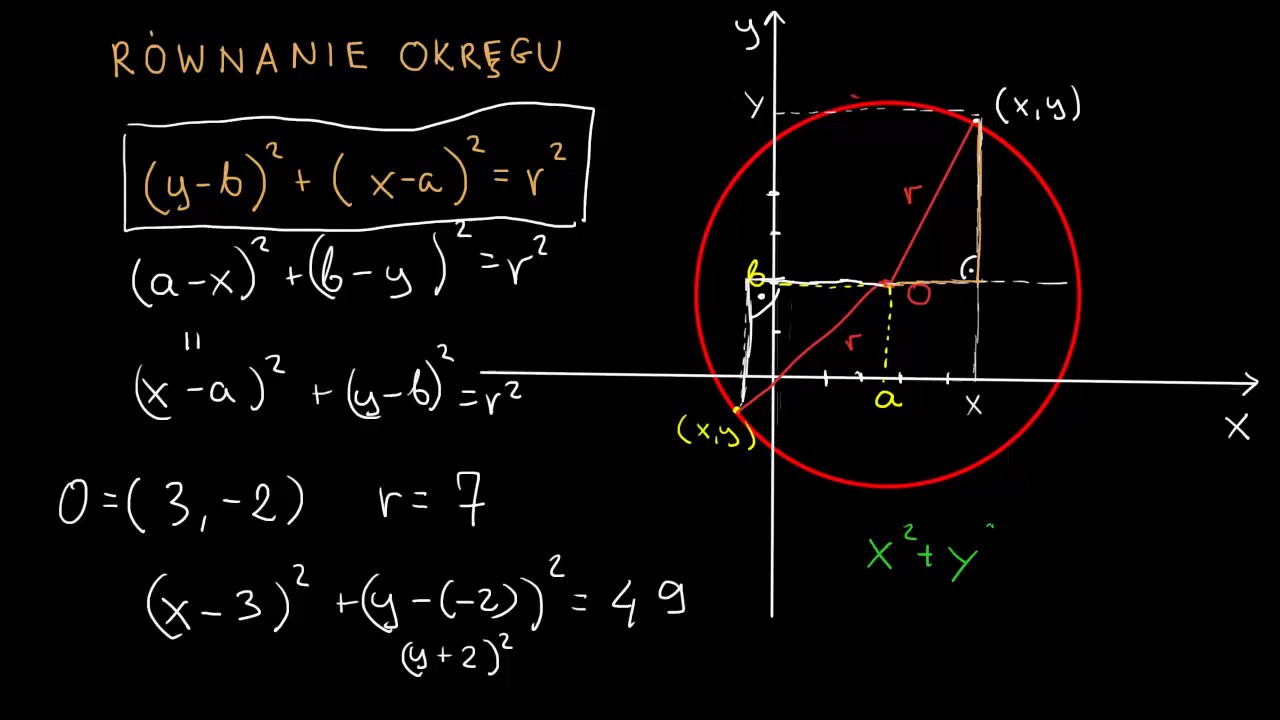 RÓWNANIE OKRĘGU
(y-b)² + (x-a)² = r²
(a-x)² + (b-y)² = r²
=
(x-a)² + (y-b)² = r²
O = (3, -2) r = 7
(x-3)² + (y-(-2))² = 49
(y+2)²
y
y
(x,y)
r
b
O
r
a
x
x
(x,y)
x² + y